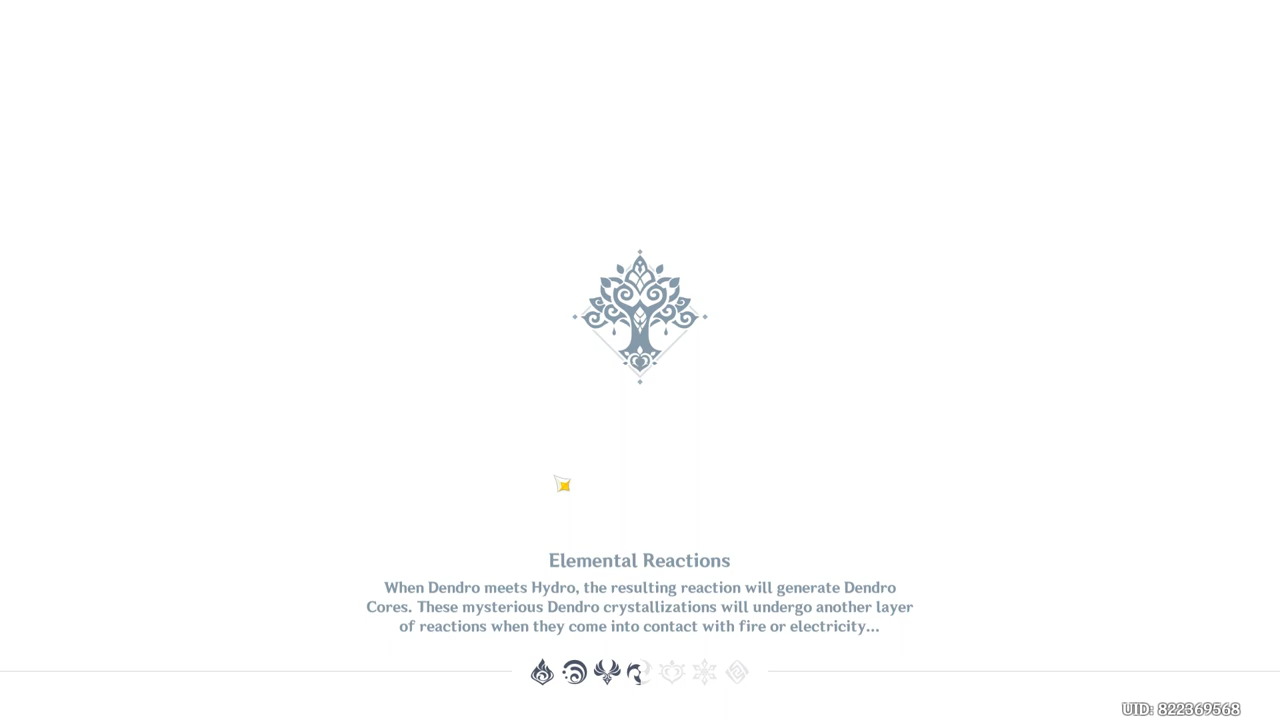 Elemental Reactions
When Dendro meets Hydro, the resulting reaction will generate Dendro
Cores. These mysterious Dendro crystallizations will undergo another layer
of reactions when they come into contact with fire or electricity...
UID: 822369568